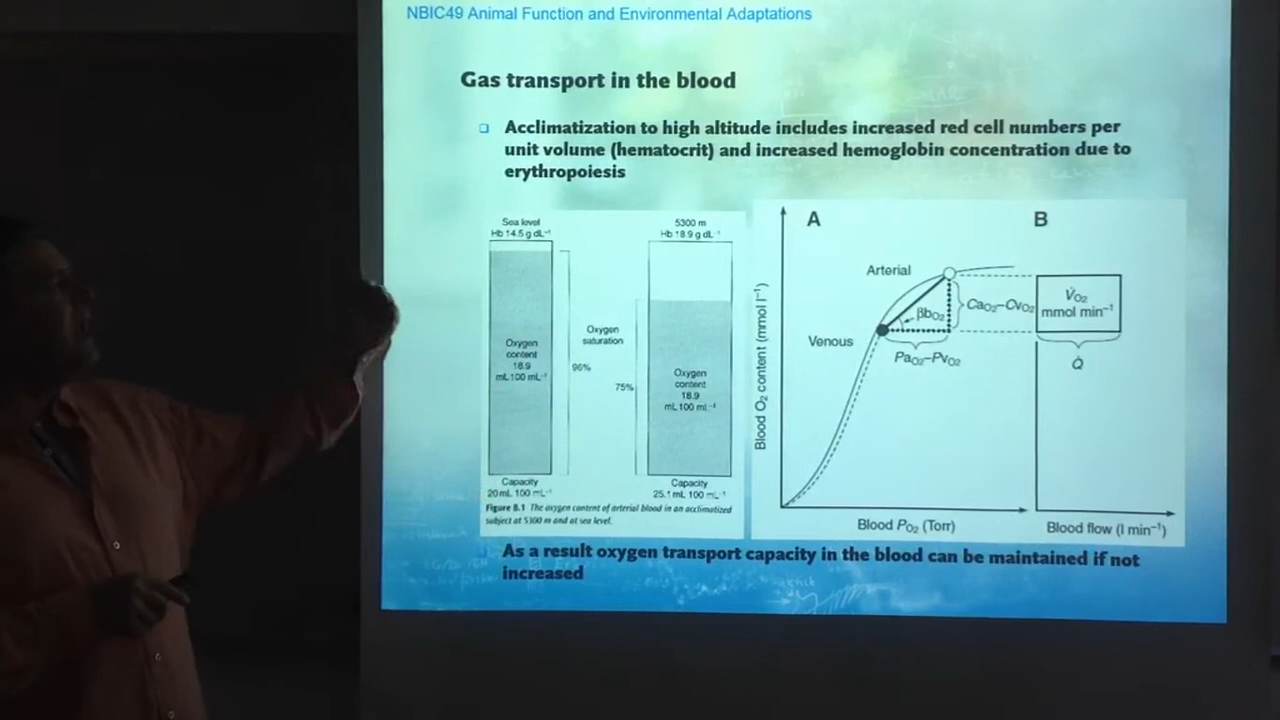 NBIC49 Animal Function and Environmental Adaptations
Gas transport in the blood
Acclimatization to high altitude includes increased red cell numbers per
unit volume (hematocrit) and increased hemoglobin concentration due to
erythropoiesis
Sea level
Hb 14.5 g dL⁻¹
5300 m
Hb 18.9 g dL⁻¹
Oxygen
content
18.9
mL 100 mL⁻¹
Oxygen
saturation
96%
75%
Oxygen
content
18.9
mL 100 mL⁻¹
Capacity
20 mL 100 mL⁻¹
Capacity
25.1 mL 100 mL⁻¹
Figure 8.1 The oxygen content of arterial blood in an acclimatized
subject at 5300 m and at sea level.
A
B
Blood O₂ content (mmol l⁻¹)
Arterial
Venous
βbO₂
CaO₂–CvO₂
PaO₂–PvO₂
V̇O₂
mmol min⁻¹
Q̇
Blood PO₂ (Torr)
Blood flow (l min⁻¹)
As a result oxygen transport capacity in the blood can be maintained if not
increased